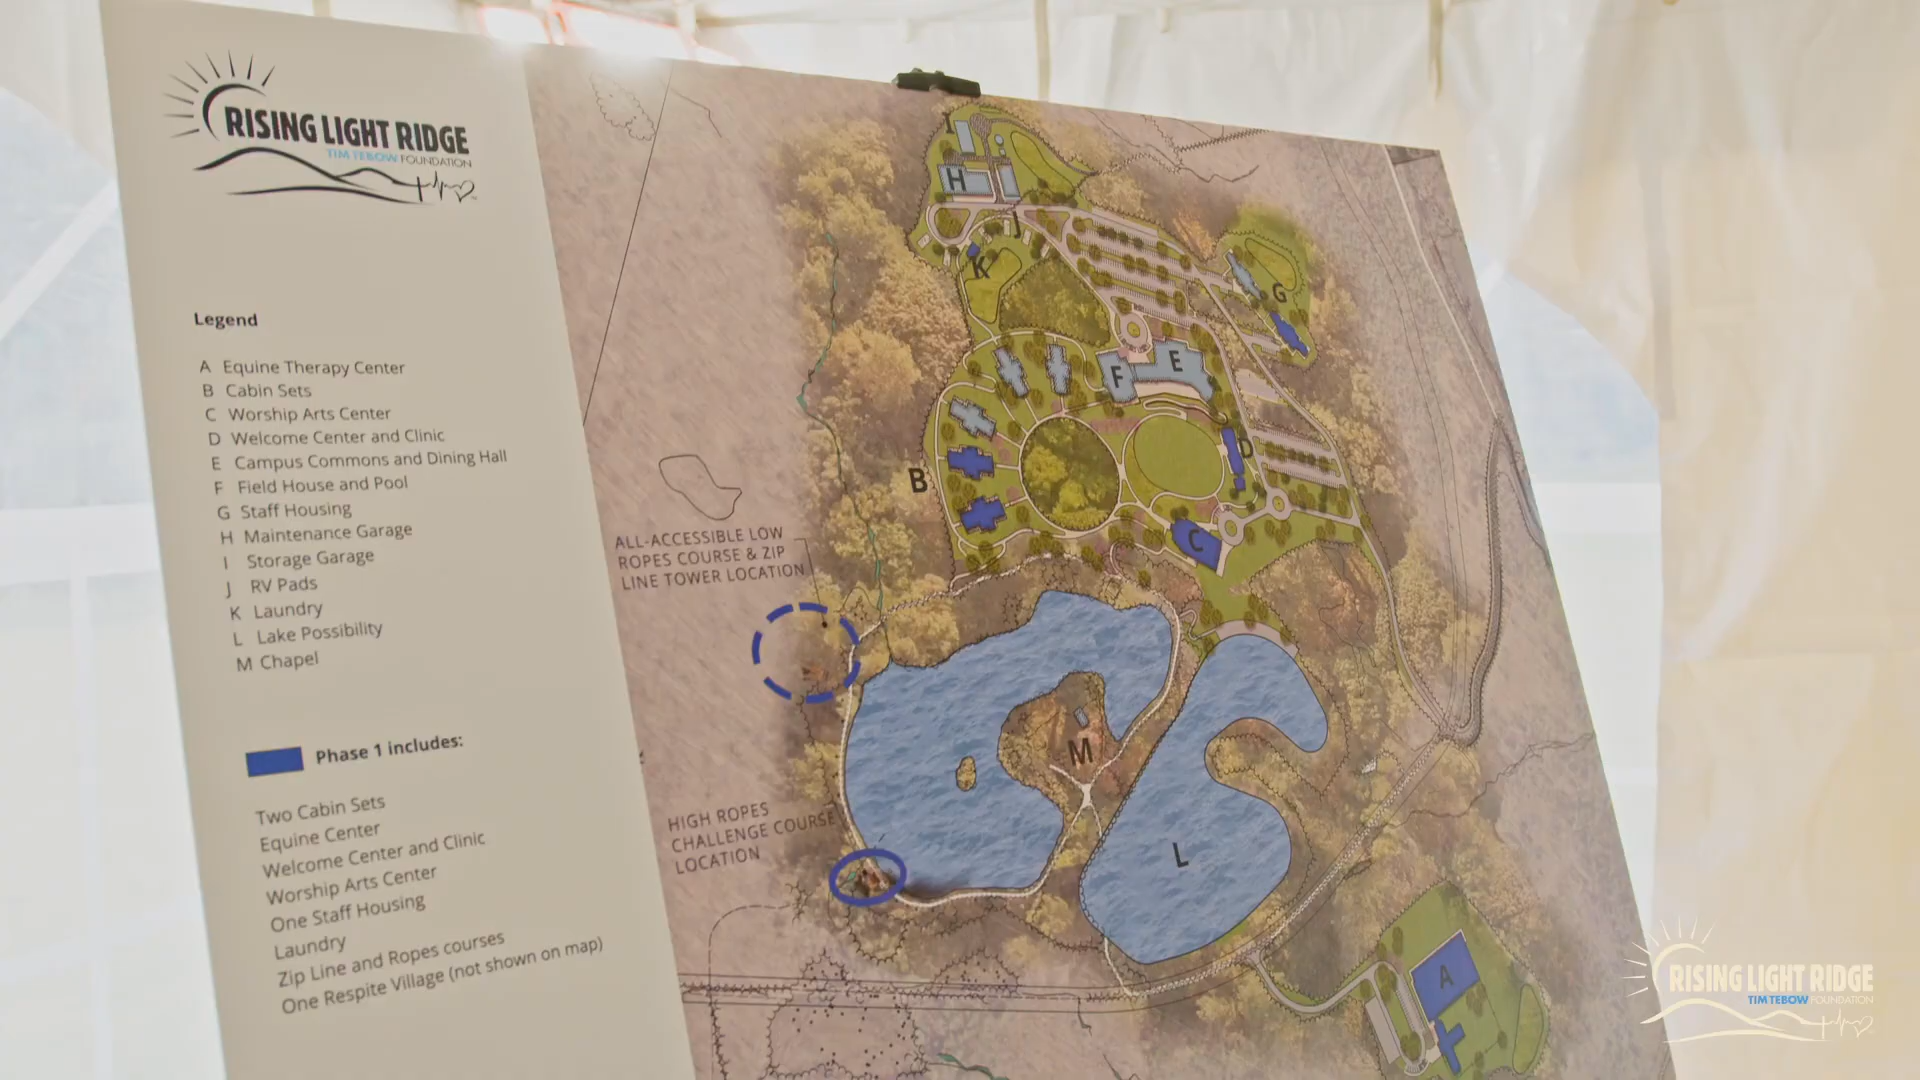 RISING LIGHT RIDGE
TIM TEBOW FOUNDATION
Legend
A Equine Therapy Center
B Cabin Sets
C Worship Arts Center
D Welcome Center and Clinic
E Campus Commons and Dining Hall
F Field House and Pool
G Staff Housing
H Maintenance Garage
I Storage Garage
J RV Pads
K Laundry
L Lake Possibility
M Chapel
Phase 1 includes:
Two Cabin Sets
Equine Center
Welcome Center and Clinic
Worship Arts Center
One Staff Housing
Laundry
Zip Line and Ropes courses
One Respite Village (not shown on map)
I
H
J
K
G
E
F
D
B
C
ALL-ACCESSIBLE LOW
ROPES COURSE & ZIP
LINE TOWER LOCATION
M
HIGH ROPES
CHALLENGE COURSE
LOCATION
L
A
RISING LIGHT RIDGE
TIM TEBOW FOUNDATION